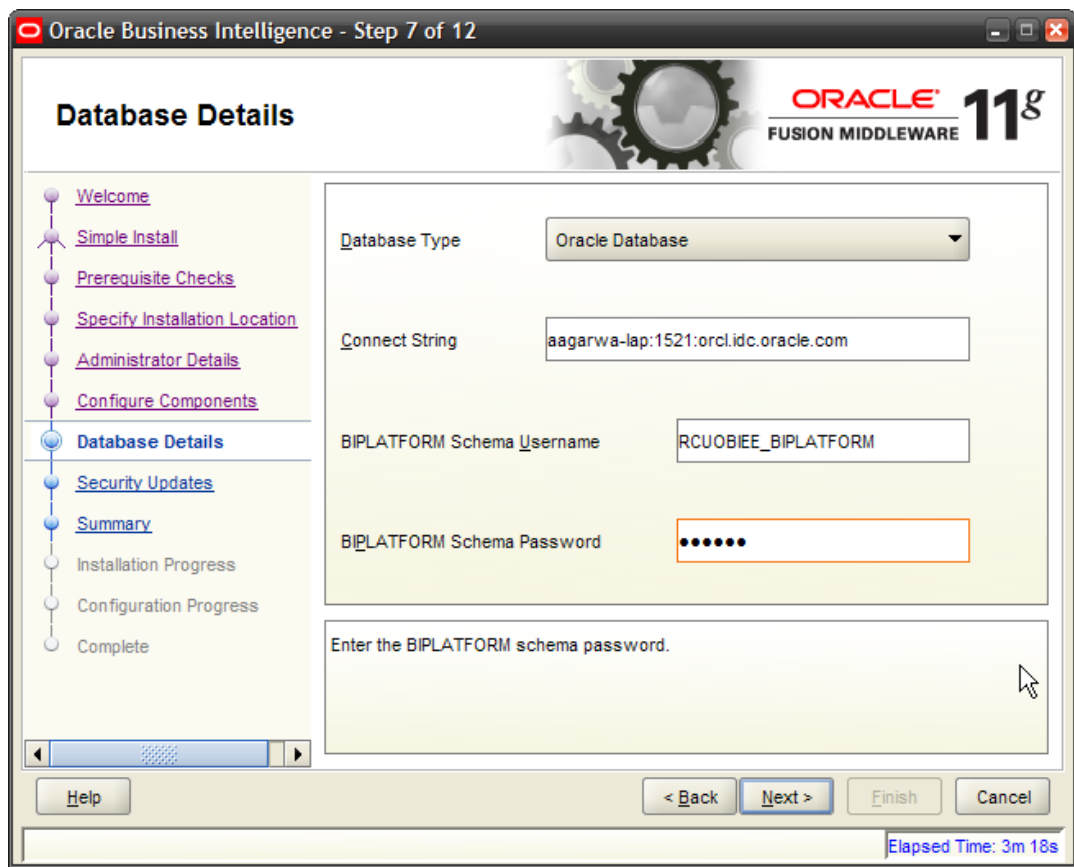 Oracle Business Intelligence - Step 7 of 12
Database Details
ORACLE
FUSION MIDDLEWARE
11g
Welcome
Simple Install
Prerequisite Checks
Specify Installation Location
Administrator Details
Configure Components
Database Details
Security Updates
Summary
Installation Progress
Configuration Progress
Complete
Database Type Oracle Database
Connect String aagarwa-lap:1521:orcl.idc.oracle.com
BIPLATFORM Schema Username RCUOBIEE_BIPLATFORM
BIPLATFORM Schema Password ••••••
Enter the BIPLATFORM schema password.
Help < Back Next > Finish Cancel
Elapsed Time: 3m 18s